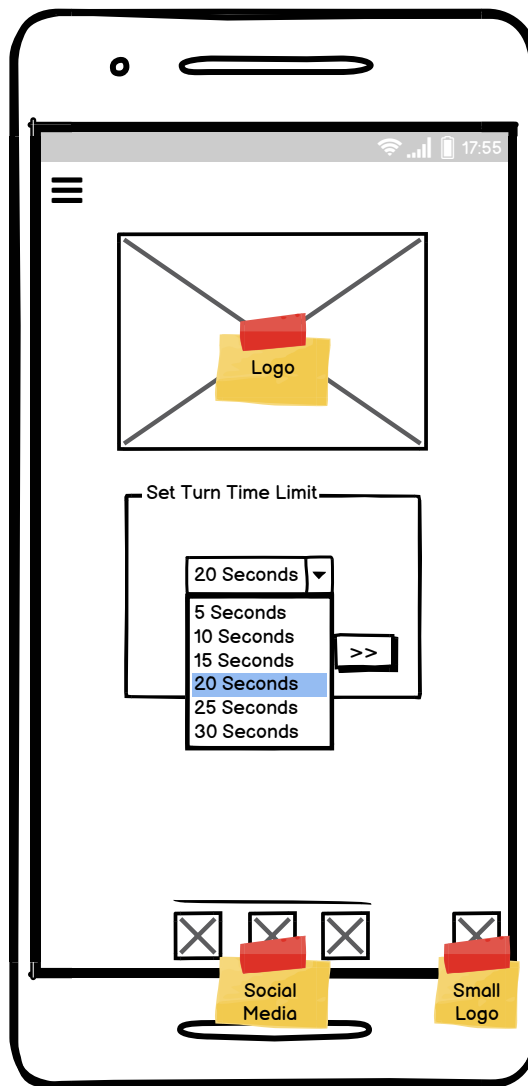 17:55
Logo
Set Turn Time Limit
20 Seconds
5 Seconds
10 Seconds
15 Seconds
20 Seconds
25 Seconds
30 Seconds
>>
Social
Media
Small
Logo